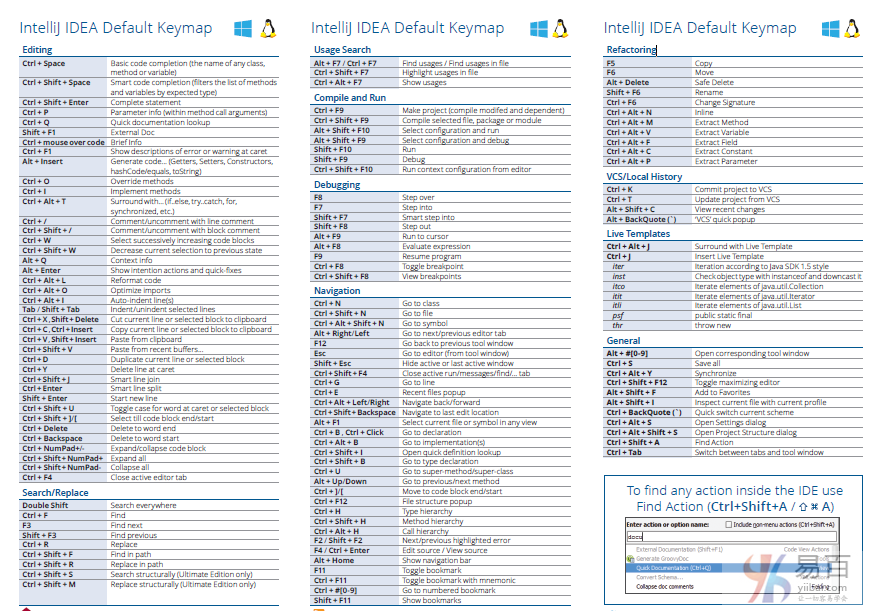 IntelliJ IDEA Default Keymap
Editing
Ctrl + Space Basic code completion (the name of any class,
method or variable)
Ctrl + Shift + Space Smart code completion (filters the list of methods
and variables by expected type)
Ctrl + Shift + Enter Complete statement
Ctrl + P Parameter info (within method call arguments)
Ctrl + Q Quick documentation lookup
Shift + F1 External Doc
Ctrl + mouse over code Brief Info
Ctrl + F1 Show descriptions of error or warning at caret
Alt + Insert Generate code... (Getters, Setters, Constructors,
hashCode/equals, toString)
Ctrl + O Override methods
Ctrl + I Implement methods
Ctrl + Alt + T Surround with... (if..else, try..catch, for,
synchronized, etc.)
Ctrl + / Comment/uncomment with line comment
Ctrl + Shift + / Comment/uncomment with block comment
Ctrl + W Select successively increasing code blocks
Ctrl + Shift + W Decrease current selection to previous state
Alt + Q Context info
Alt + Enter Show intention actions and quick-fixes
Ctrl + Alt + L Reformat code
Ctrl + Alt + O Optimize imports
Ctrl + Alt + I Auto-indent line(s)
Tab / Shift + Tab Indent/unindent selected lines
Ctrl + X,Shift + Delete Cut current line or selected block to clipboard
Ctrl + C, Ctrl + Insert Copy current line or selected block to clipboard
Ctrl + V, Shift + Insert Paste from clipboard
Ctrl + Shift + V Paste from recent buffers...
Ctrl + D Duplicate current line or selected block
Ctrl + Y Delete line at caret
Ctrl + Shift + J Smart line join
Ctrl + Enter Smart line split
Shift + Enter Start new line
Ctrl + Shift + U Toggle case for word at caret or selected block
Ctrl + Shift + ]/[ Select till code block end/start
Ctrl + Delete Delete to word end
Ctrl + Backspace Delete to word start
Ctrl + NumPad+/- Expand/collapse code block
Ctrl + Shift + NumPad+ Expand all
Ctrl + Shift + NumPad- Collapse all
Ctrl + F4 Close active editor tab
Search/Replace
Double Shift Search everywhere
Ctrl + F Find
F3 Find next
Shift + F3 Find previous
Ctrl + R Replace
Ctrl + Shift + F Find in path
Ctrl + Shift + R Replace in path
Ctrl + Shift + S Search structurally (Ultimate Edition only)
Ctrl + Shift + M Replace structurally (Ultimate Edition only)
IntelliJ IDEA Default Keymap
Usage Search
Alt + F7 / Ctrl + F7 Find usages / Find usages in file
Ctrl + Shift + F7 Highlight usages in file
Ctrl + Alt + F7 Show usages
Compile and Run
Ctrl + F9 Make project (compile modifed and dependent)
Ctrl + Shift + F9 Compile selected file, package or module
Alt + Shift + F10 Select configuration and run
Alt + Shift + F9 Select configuration and debug
Shift + F10 Run
Shift + F9 Debug
Ctrl + Shift + F10 Run context configuration from editor
Debugging
F8 Step over
F7 Step into
Shift + F7 Smart step into
Shift + F8 Step out
Alt + F9 Run to cursor
Alt + F8 Evaluate expression
F9 Resume program
Ctrl + F8 Toggle breakpoint
Ctrl + Shift + F8 View breakpoints
Navigation
Ctrl + N Go to class
Ctrl + Shift + N Go to file
Ctrl + Alt + Shift + N Go to symbol
Alt + Right/Left Go to next/previous editor tab
F12 Go back to previous tool window
Esc Go to editor (from tool window)
Shift + Esc Hide active or last active window
Ctrl + Shift + F4 Close active run/messages/find/... tab
Ctrl + G Go to line
Ctrl + E Recent files popup
Ctrl + Alt + Left/Right Navigate back/forward
Ctrl + Shift + Backspace Navigate to last edit location
Alt + F1 Select current file or symbol in any view
Ctrl + B , Ctrl + Click Go to declaration
Ctrl + Alt + B Go to implementation(s)
Ctrl + Shift + I Open quick definition lookup
Ctrl + Shift + B Go to type declaration
Ctrl + U Go to super-method/super-class
Alt + Up/Down Go to previous/next method
Ctrl + ]/[ Move to code block end/start
Ctrl + F12 File structure popup
Ctrl + H Type hierarchy
Ctrl + Shift + H Method hierarchy
Ctrl + Alt + H Call hierarchy
F2 / Shift + F2 Next/previous highlighted error
F4 / Ctrl + Enter Edit source / View source
Alt + Home Show navigation bar
F11 Toggle bookmark
Ctrl + F11 Toggle bookmark with mnemonic
Ctrl + #[0-9] Go to numbered bookmark
Shift + F11 Show bookmarks
IntelliJ IDEA Default Keymap
Refactoring
F5 Copy
F6 Move
Alt + Delete Safe Delete
Shift + F6 Rename
Ctrl + F6 Change Signature
Ctrl + Alt + N Inline
Ctrl + Alt + M Extract Method
Ctrl + Alt + V Extract Variable
Ctrl + Alt + F Extract Field
Ctrl + Alt + C Extract Constant
Ctrl + Alt + P Extract Parameter
VCS/Local History
Ctrl + K Commit project to VCS
Ctrl + T Update project from VCS
Alt + Shift + C View recent changes
Alt + BackQuote (`) 'VCS' quick popup
Live Templates
Ctrl + Alt + J Surround with Live Template
Ctrl + J Insert Live Template
iter Iteration according to Java SDK 1.5 style
inst Check object type with instanceof and downcast it
itco Iterate elements of java.util.Collection
itit Iterate elements of java.util.Iterator
itli Iterate elements of java.util.List
psf public static final
thr throw new
General
Alt + #[0-9] Open corresponding tool window
Ctrl + S Save all
Ctrl + Alt + Y Synchronize
Ctrl + Shift + F12 Toggle maximizing editor
Alt + Shift + F Add to Favorites
Alt + Shift + I Inspect current file with current profile
Ctrl + BackQuote (`) Quick switch current scheme
Ctrl + Alt + S Open Settings dialog
Ctrl + Alt + Shift + S Open Project Structure dialog
Ctrl + Shift + A Find Action
Ctrl + Tab Switch between tabs and tool window
To find any action inside the IDE use
Find Action (Ctrl+Shift+A / ⇧ ⌘ A)
Enter action or option name: Include non-menu actions (Ctrl+Shift+A)
docu
External Documentation (Shift+F1) Code View Actions
Generate GroovyDoc
Quick Documentation (Ctrl+Q)
Convert Schema...
Collapse doc comments Folding
易百
yiibai.com